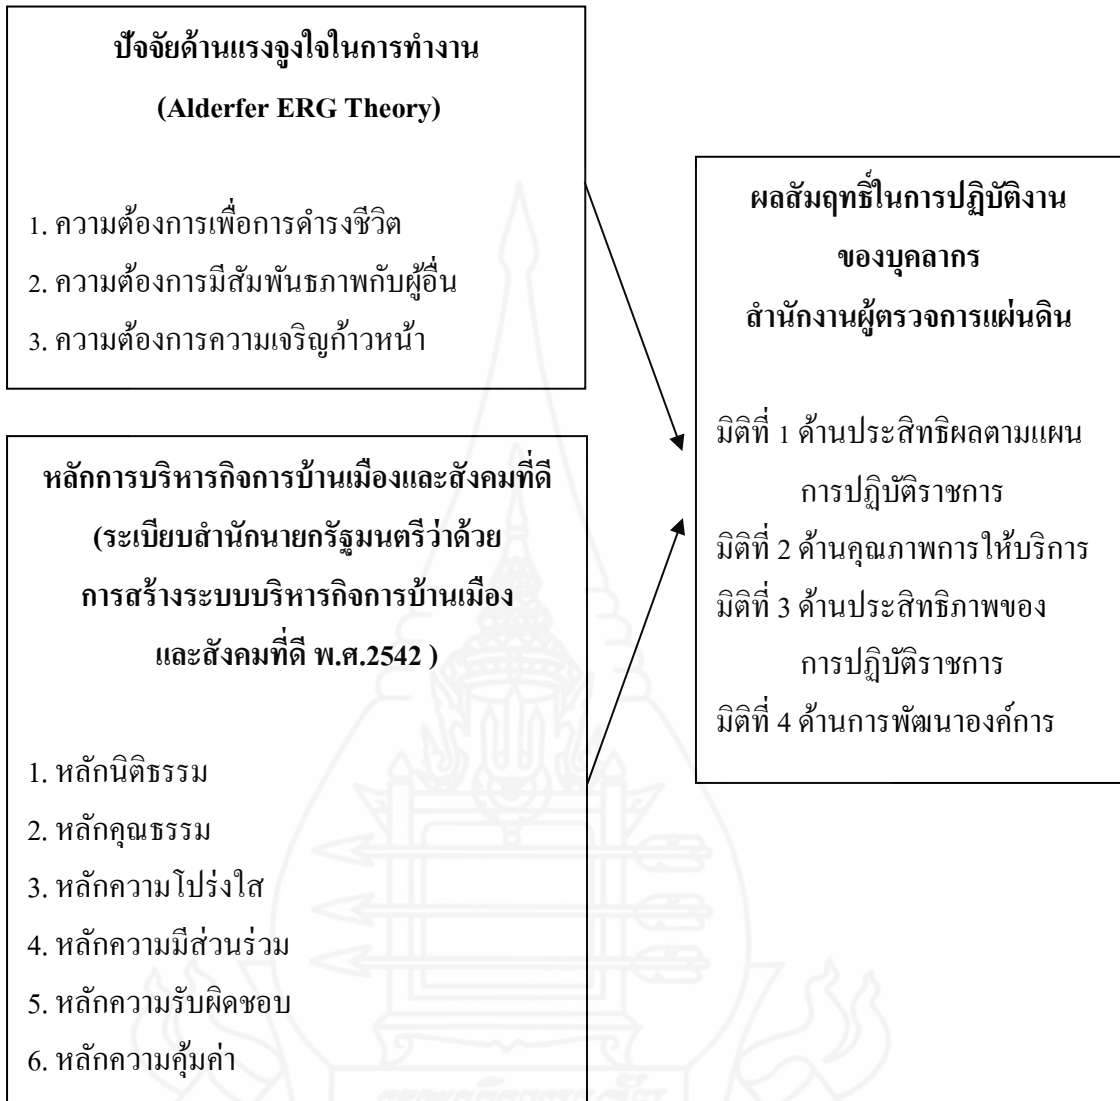 ปัจจัยด้านแรงจูงใจในการทำงาน
(Alderfer ERG Theory)
1. ความต้องการเพื่อการดำรงชีวิต
2. ความต้องการมีสัมพันธภาพกับผู้อื่น
3. ความต้องการความเจริญก้าวหน้า
หลักการบริหารกิจการบ้านเมืองและสังคมที่ดี
(ระเบียบสำนักนายกรัฐมนตรีว่าด้วย
การสร้างระบบบริหารกิจการบ้านเมือง
และสังคมที่ดี พ.ศ.2542 )
1. หลักนิติธรรม
2. หลักคุณธรรม
3. หลักความโปร่งใส
4. หลักความมีส่วนร่วม
5. หลักความรับผิดชอบ
6. หลักความคุ้มค่า
ผลสัมฤทธิ์ในการปฏิบัติงาน
ของบุคลากร
สำนักงานผู้ตรวจการแผ่นดิน
มิติที่ 1 ด้านประสิทธิผลตามแผน
การปฏิบัติราชการ
มิติที่ 2 ด้านคุณภาพการให้บริการ
มิติที่ 3 ด้านประสิทธิภาพของ
การปฏิบัติราชการ
มิติที่ 4 ด้านการพัฒนาองค์การ